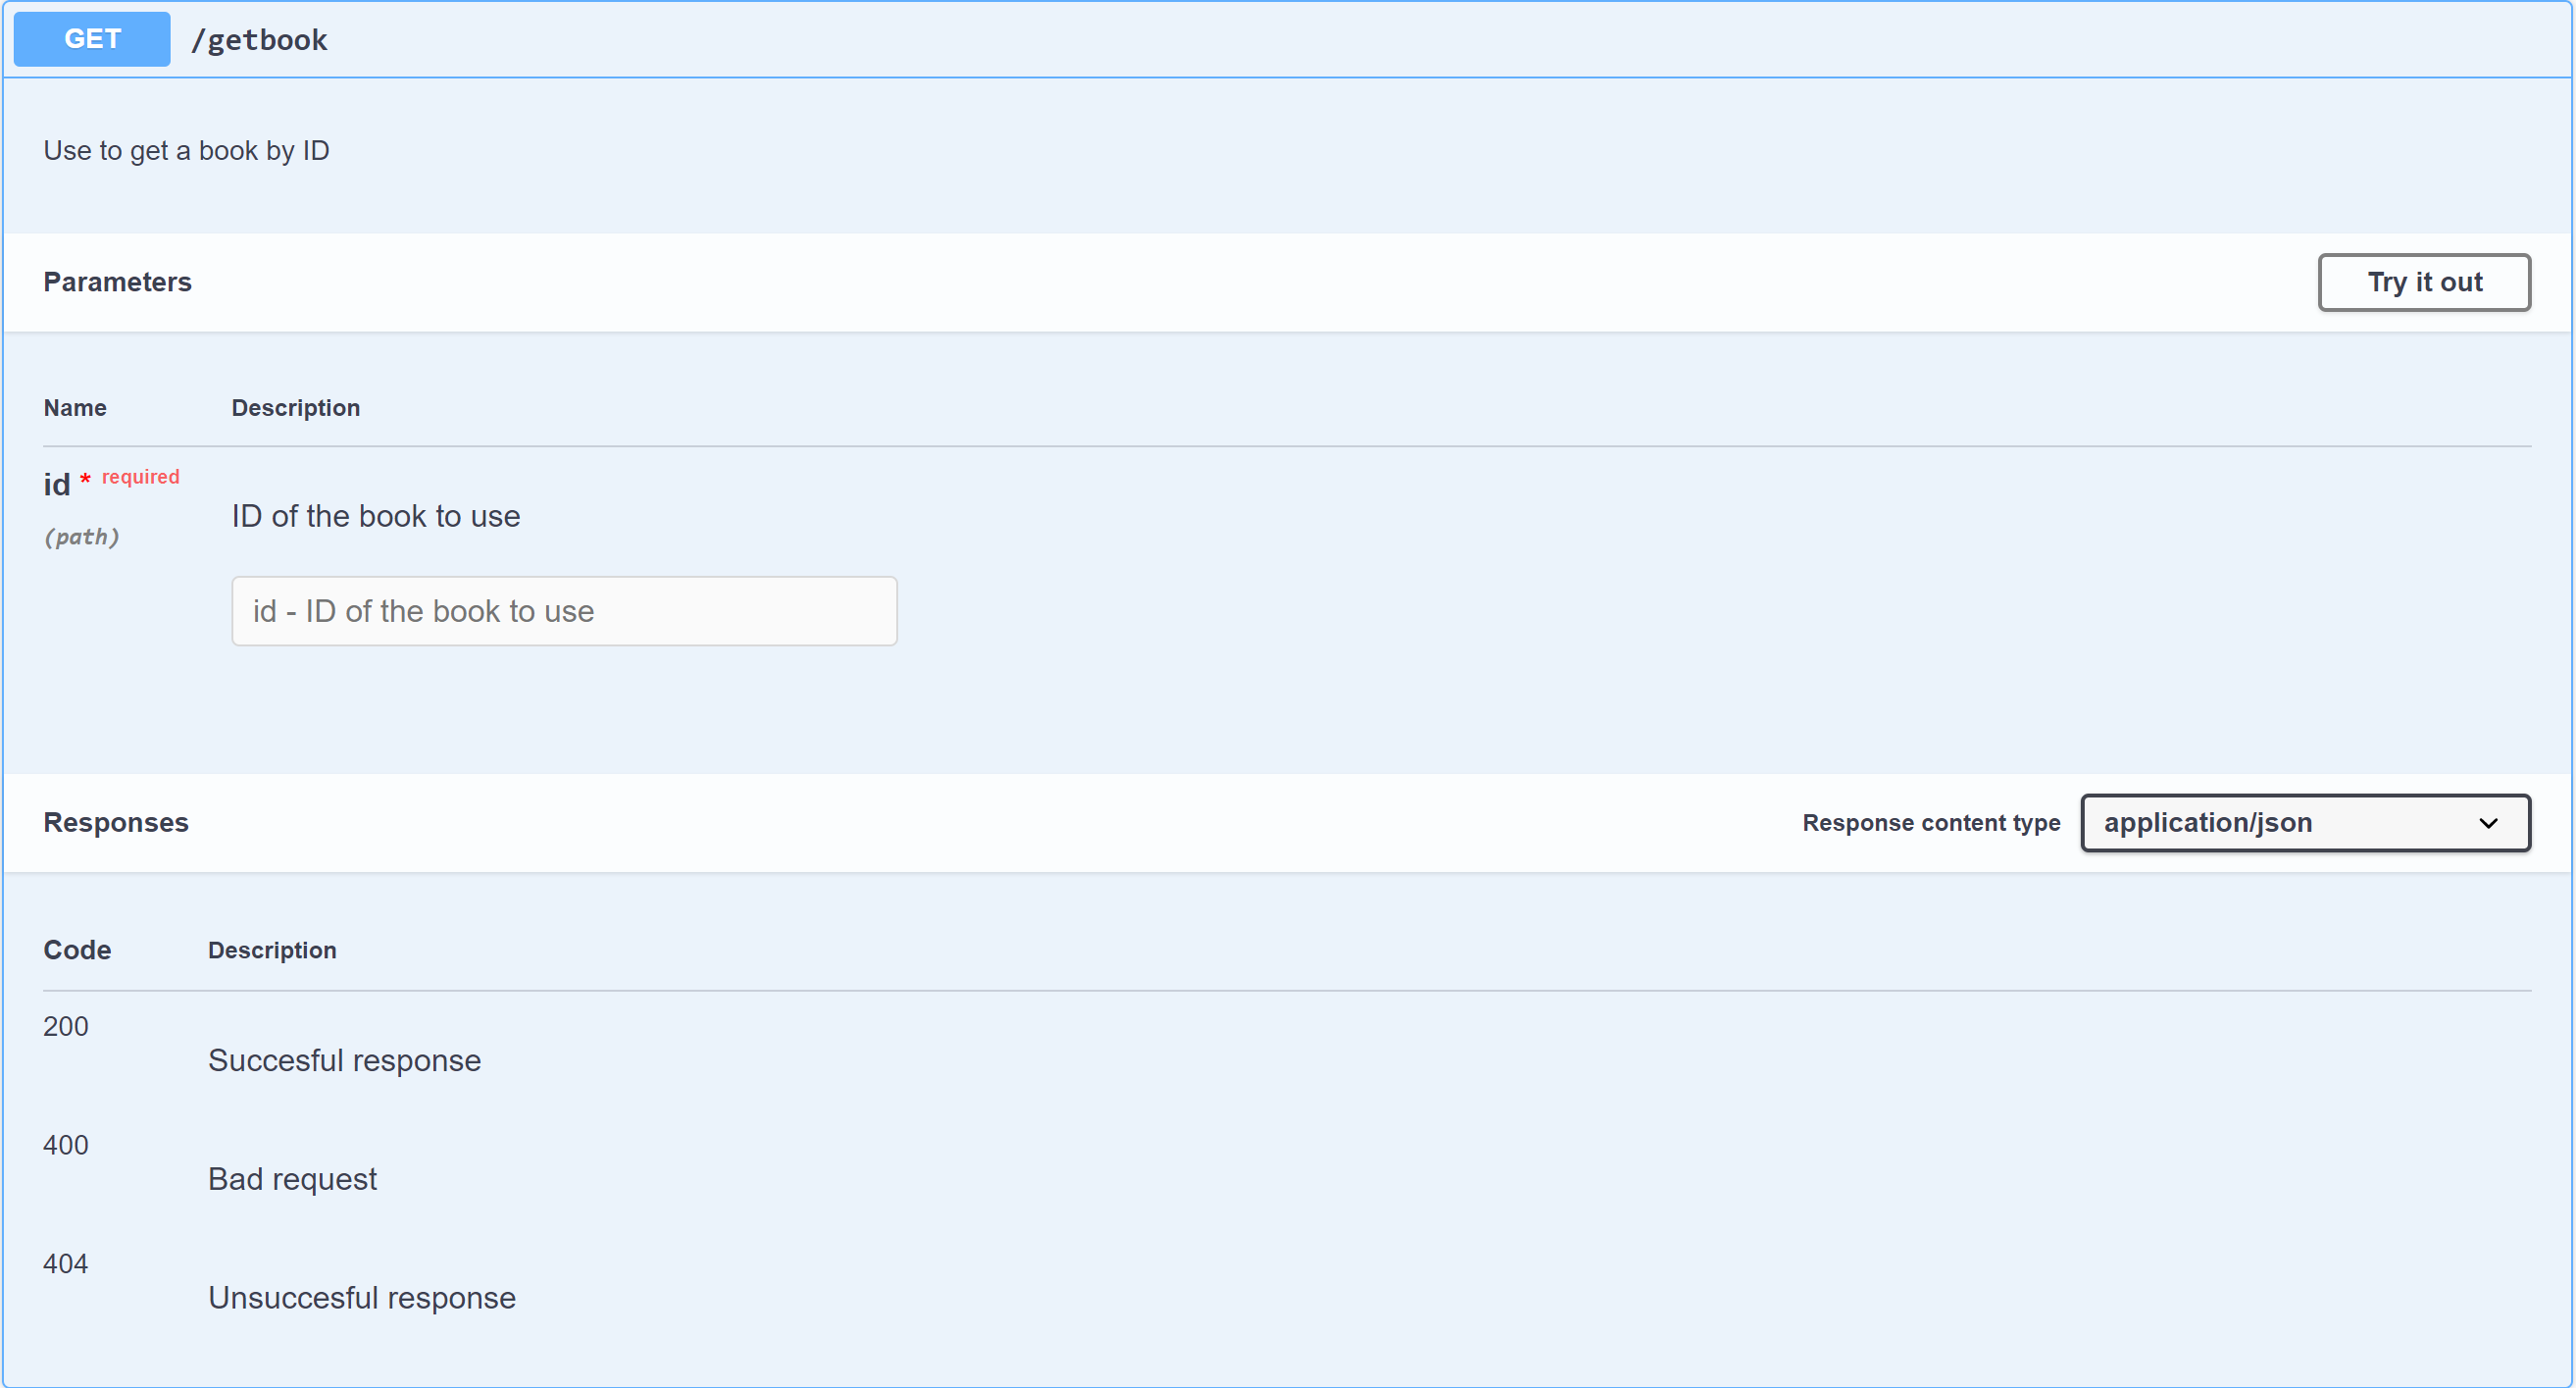 GET /getbook
Use to get a book by ID
Parameters Try it out
Name Description
id * required
(path)
ID of the book to use
id - ID of the book to use
Responses Response content type application/json
Code Description
200
Succesful response
400
Bad request
404
Unsuccesful response